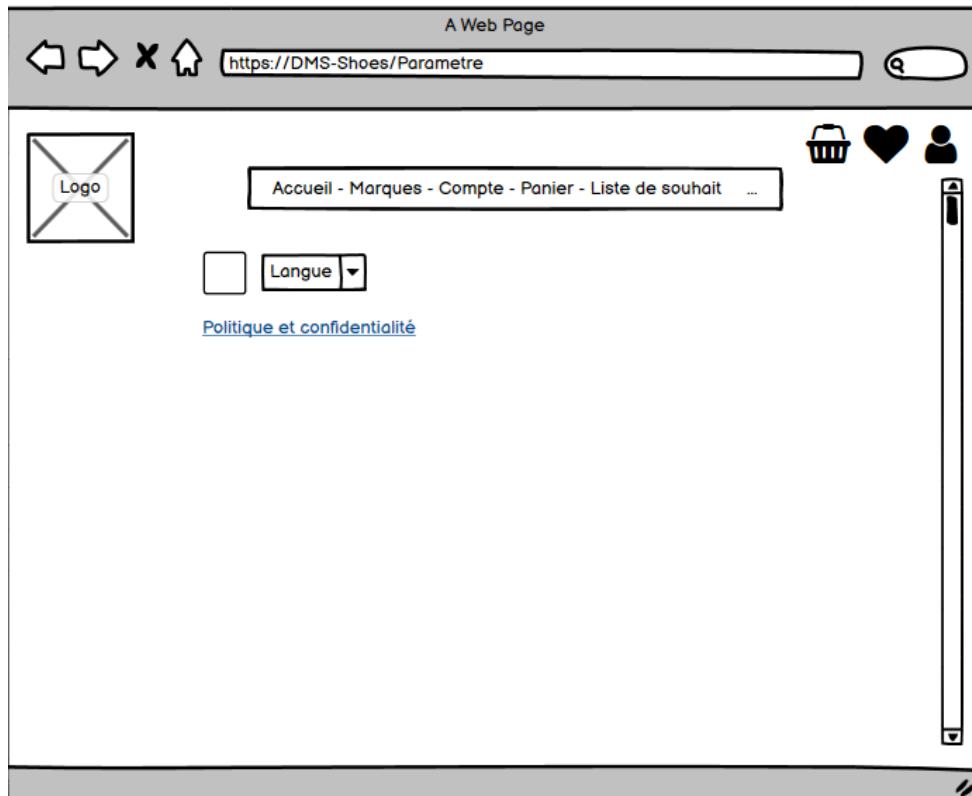 A Web Page
https://DMS-Shoes/Parametre
Logo
Accueil - Marques - Compte - Panier - Liste de souhait ...
Langue
Politique et confidentialité